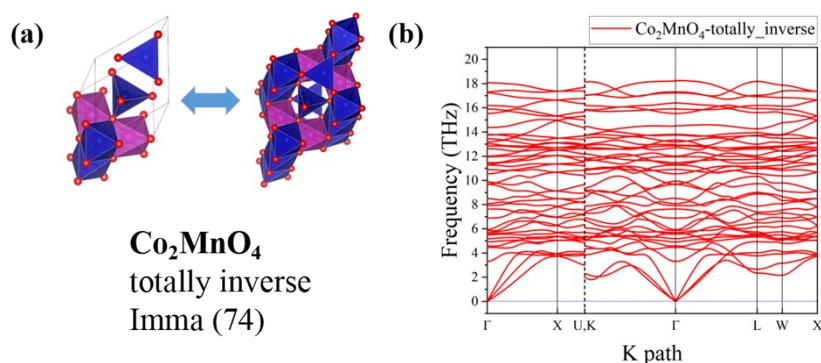 (a)
Co₂MnO₄
totally inverse
Imma (74)
(b)
Co₂MnO₄-totally_inverse
Frequency (THz)
20
18
16
14
12
10
8
6
4
2
0
Γ X U,K Γ L W X
K path